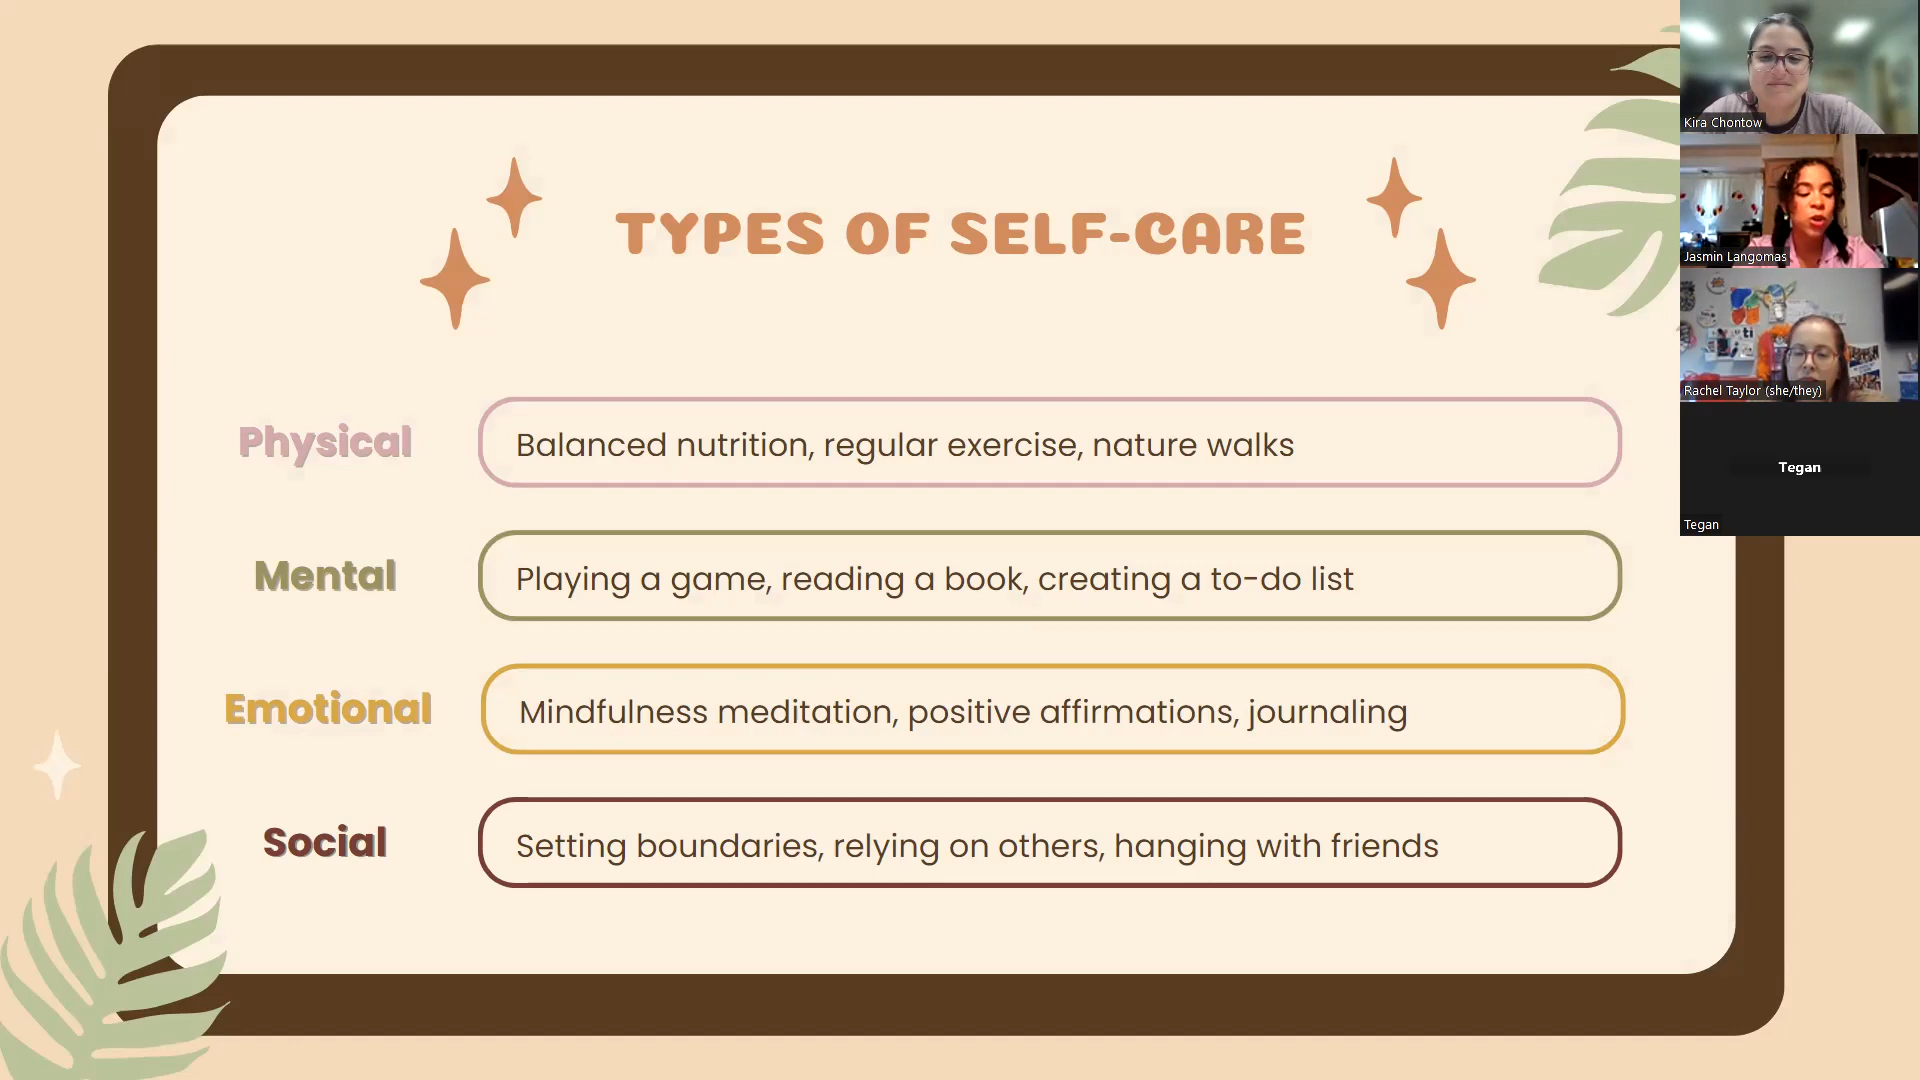 TYPES OF SELF-CARE
Physical
Balanced nutrition, regular exercise, nature walks
Mental
Playing a game, reading a book, creating a to-do list
Emotional
Mindfulness meditation, positive affirmations, journaling
Social
Setting boundaries, relying on others, hanging with friends
Kira Chontow
Jasmin Langomas
Rachel Taylor (she/they)
Tegan
Tegan